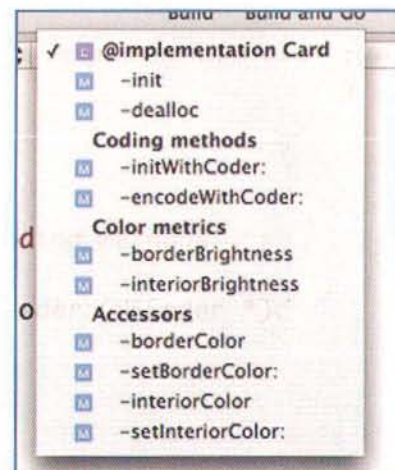 Build Build and Go
✓ C @implementation Card
M -init
M -dealloc
Coding methods
M -initWithCoder:
M -encodeWithCoder:
Color metrics
M -borderBrightness
M -interiorBrightness
Accessors
M -borderColor
M -setBorderColor:
M -interiorColor
M -setInteriorColor: